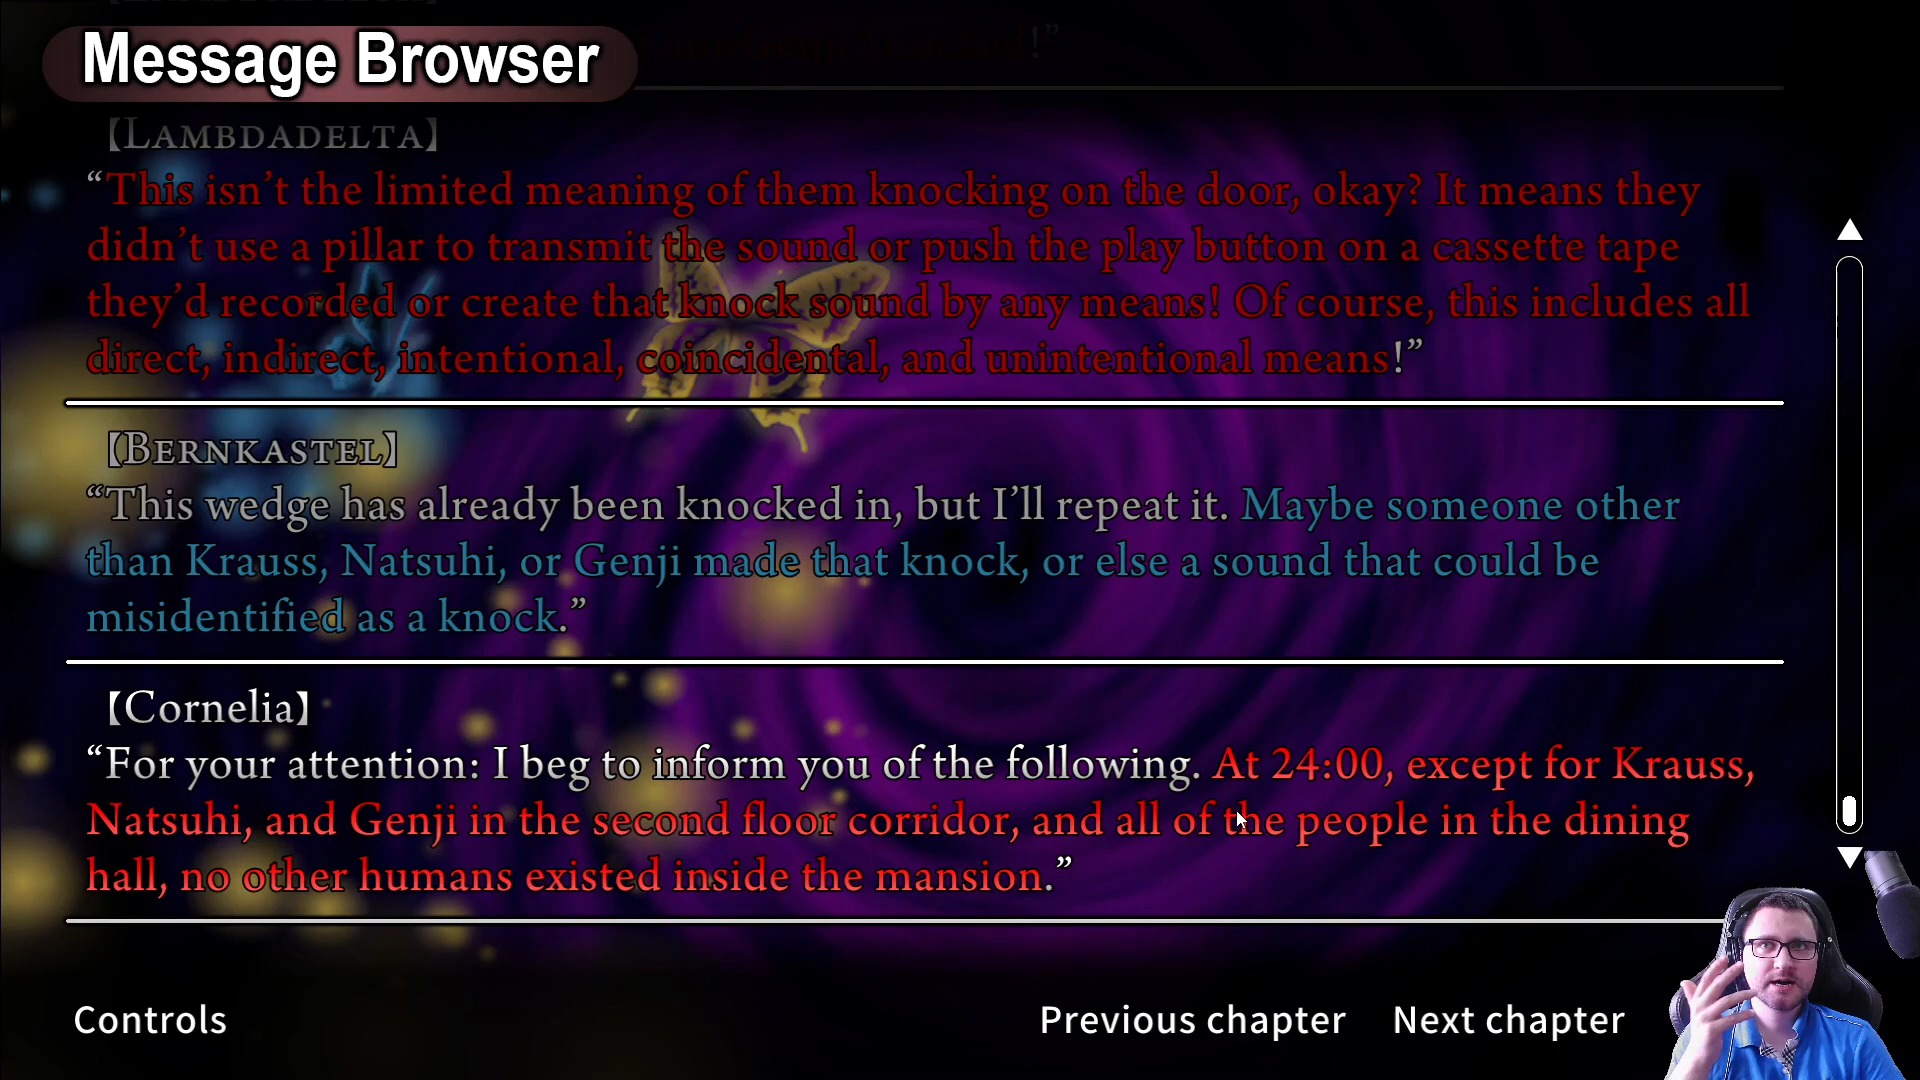 Message Browser
【LAMBDADELTA】
“This isn’t the limited meaning of them knocking on the door, okay? It means they
didn’t use a pillar to transmit the sound or push the play button on a cassette tape
they’d recorded or create that knock sound by any means! Of course, this includes all
direct, indirect, intentional, coincidental, and unintentional means!”
【BERNKASTEL】
“This wedge has already been knocked in, but I’ll repeat it. Maybe someone other
than Krauss, Natsuhi, or Genji made that knock, or else a sound that could be
misidentified as a knock.”
【Cornelia】
“For your attention: I beg to inform you of the following. At 24:00, except for Krauss,
Natsuhi, and Genji in the second floor corridor, and all of the people in the dining
hall, no other humans existed inside the mansion.”
Controls
Previous chapter
Next chapter